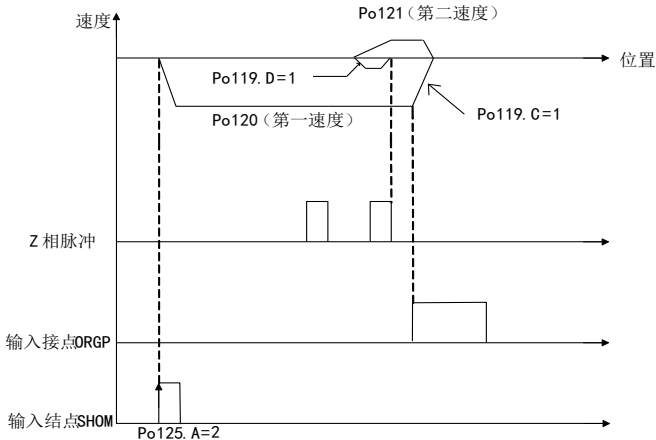 Po121(第二速度)
速度
位置
Po119.D=1
Po120(第一速度)
Po119.C=1
Z相脉冲
输入接点ORGP
输入结点SHOM
Po125.A=2